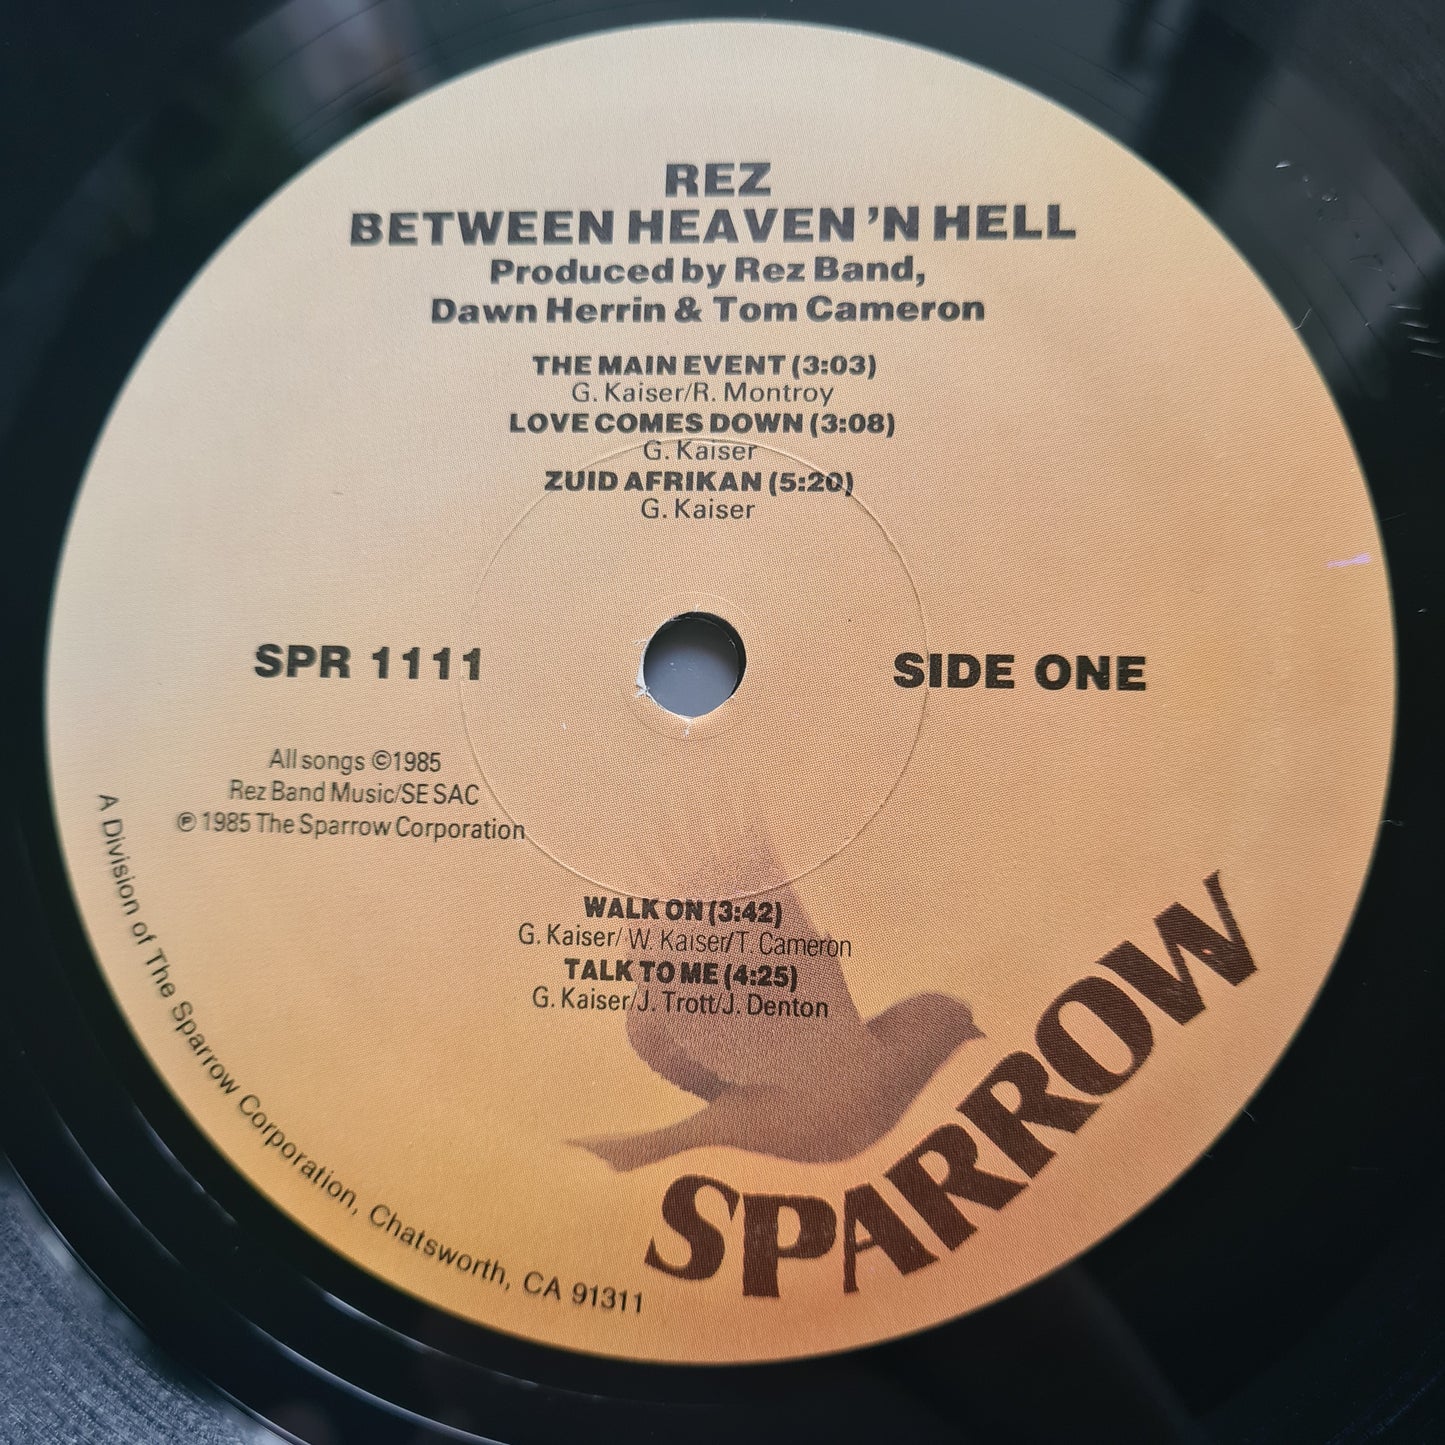 REZ
BETWEEN HEAVEN 'N HELL
Produced by Rez Band,
Dawn Herrin & Tom Cameron
THE MAIN EVENT (3:03)
G. Kaiser/R. Montroy
LOVE COMES DOWN (3:08)
G. Kaiser
ZUID AFRIKAN (5:20)
G. Kaiser
SPR 1111
SIDE ONE
All songs ©1985
Rez Band Music/SESAC
℗ 1985 The Sparrow Corporation
WALK ON (3:42)
G. Kaiser/ W. Kaiser/T. Cameron
TALK TO ME (4:25)
G. Kaiser/J. Trott/J. Denton
A Division of The Sparrow Corporation, Chatsworth, CA 91311
SPARROW